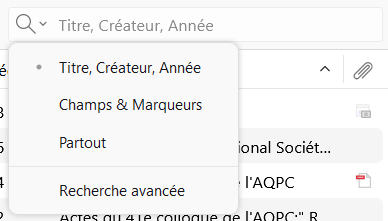 Titre, Créateur, Année
Titre, Créateur, Année
Champs & Marqueurs
Partout
ional Sociét...
e l'AQPC
Recherche avancée
Actes du 41e colloque de l'AQPC:" R